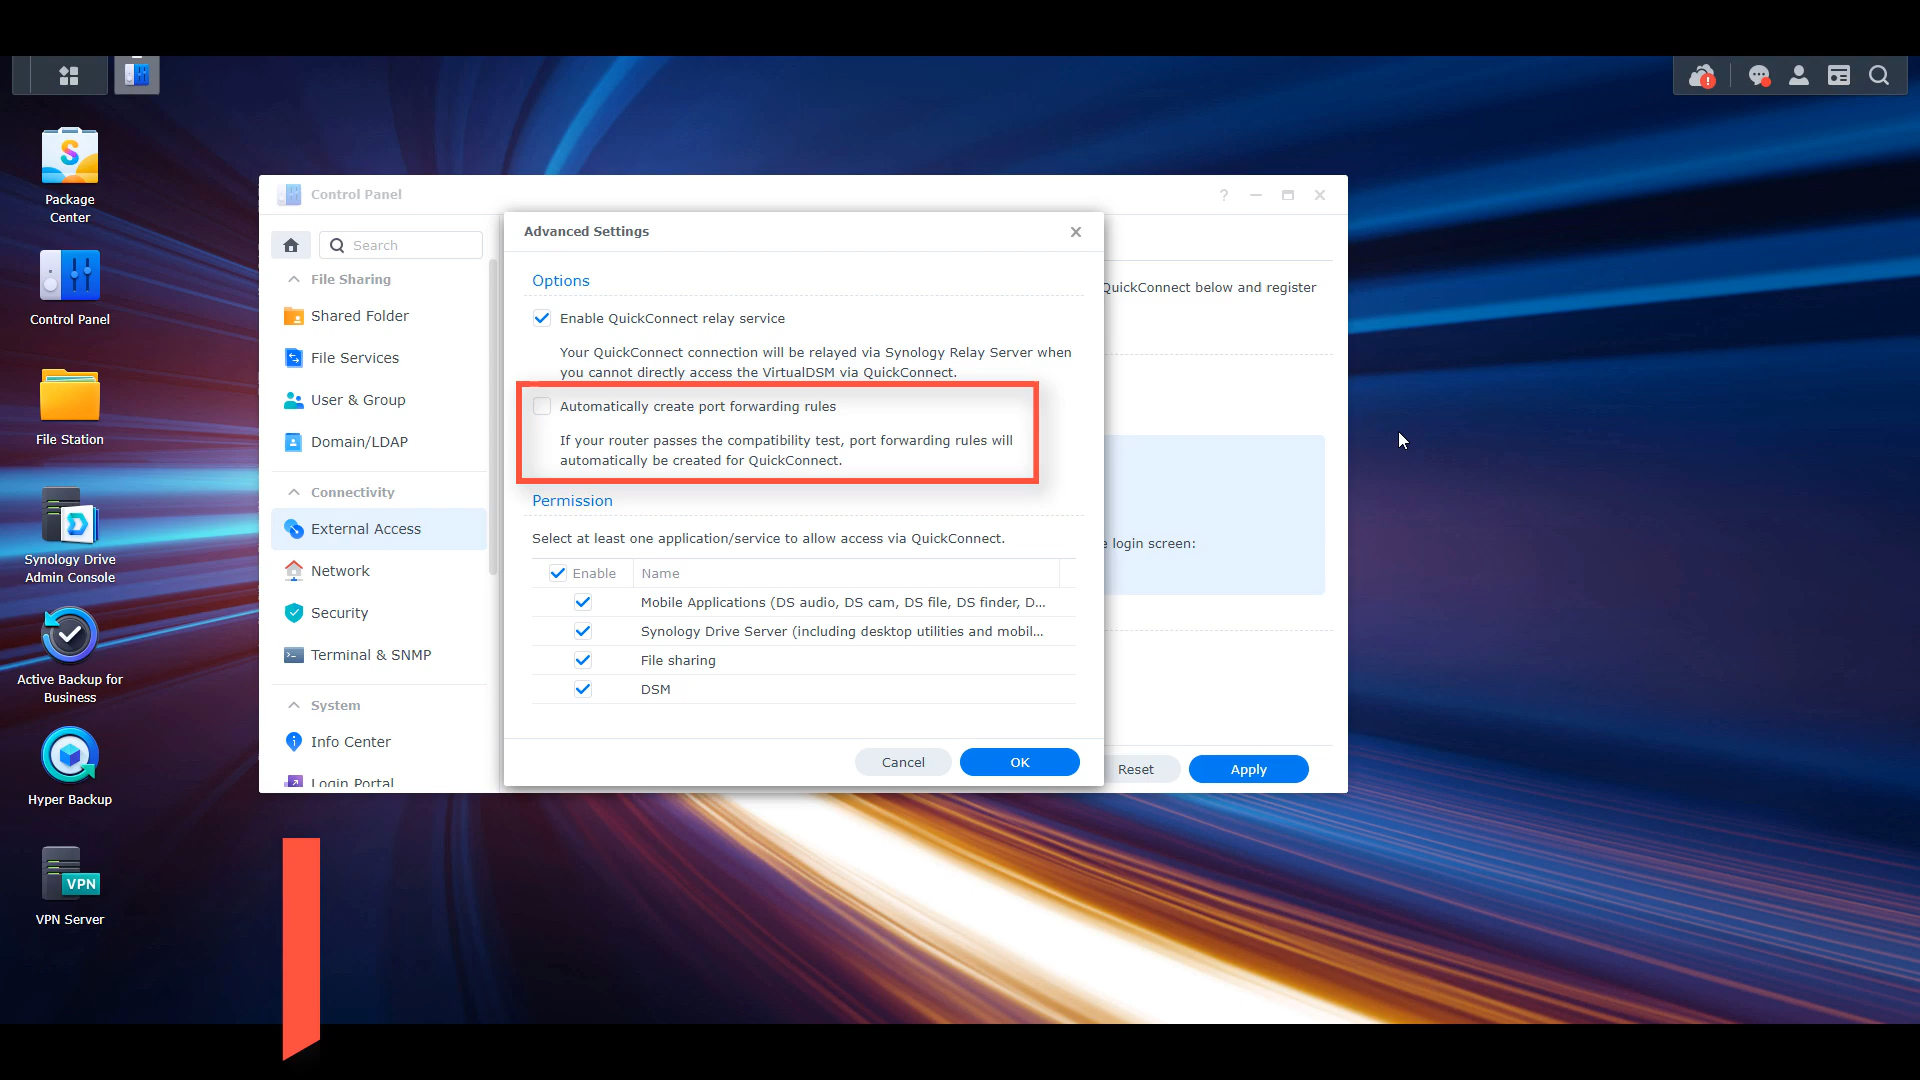 Package
Center
Control Panel
File Station
Synology Drive
Admin Console
Active Backup for
Business
Hyper Backup
VPN
VPN Server
Control Panel
?
Search
File Sharing
Shared Folder
File Services
User & Group
Domain/LDAP
Connectivity
External Access
Network
Security
Terminal & SNMP
System
Info Center
Login Portal
Advanced Settings
Options
Enable QuickConnect relay service
Your QuickConnect connection will be relayed via Synology Relay Server when
you cannot directly access the VirtualDSM via QuickConnect.
Automatically create port forwarding rules
If your router passes the compatibility test, port forwarding rules will
automatically be created for QuickConnect.
Permission
Select at least one application/service to allow access via QuickConnect.
Enable Name
Mobile Applications (DS audio, DS cam, DS file, DS finder, D...
Synology Drive Server (including desktop utilities and mobil...
File sharing
DSM
Cancel OK
QuickConnect below and register
login screen:
Reset Apply